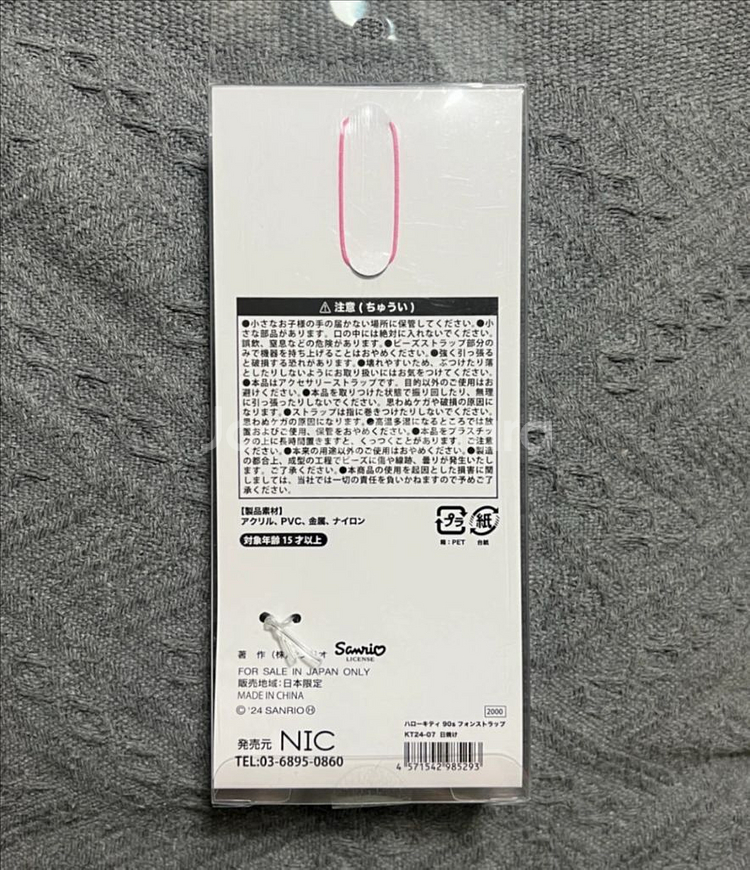 ⚠ 注意 (ちゅうい)
●小さなお子様の手の届かない場所に保管してください。●小
さな部品があります。口の中には絶対に入れないでください。
誤飲、窒息などの危険があります。●ビーズストラップ部分の
みで機器を持ち上げることはおやめください。●強く引っ張る
と破損する恐れがあります。●壊れやすいため、ぶつけたり落
としたりしないようにお取り扱いにはお気をつけてください。
●本品はアクセサリーストラップです。目的以外のご使用はお
避けください。●本品を取りつけた状態で振り回したり、無理
に引っ張ったりしないでください。思わぬケガや破損の原因に
なります。●ストラップは指に巻きつけたりしないでください。
思わぬケガの原因になります。●高温多湿になるところでは放
置およびご使用、保管をおやめください。●本品をプラスチッ
クの上に長時間置きますと、くっつくことがあります。ご注意
ください。●本来の用途以外のご使用はおやめください。●製造
の都合上、成型の工程でビーズに傷や線跡、曇りが発生いたし
ます。ご了承ください。●本商品の使用を起因とした損害に関
しましては、当社では一切の責任を負いかねますので予めご了
承ください。
【製品素材】
アクリル、PVC、金属、ナイロン
対象年齢15才以上
プラ 紙
箱：PET 台紙
著 作 (株) オ Sanrio
LICENSE
FOR SALE IN JAPAN ONLY
販売地域：日本限定
MADE IN CHINA
© '24 SANRIO Ⓗ
2000
ハローキティ 90s フォンストラップ
KT24-07 日焼け
発売元 NIC
TEL:03-6895-0860
4 571542 985293